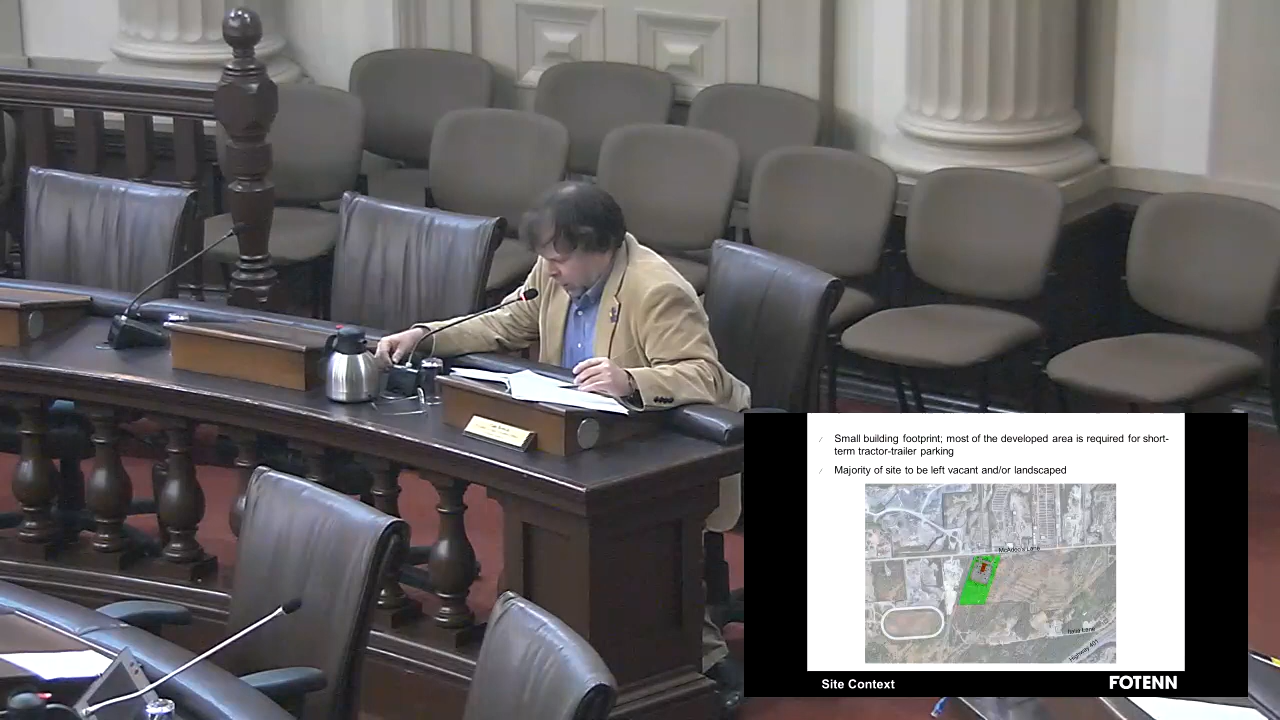 Small building footprint; most of the developed area is required for short-
term tractor-trailer parking
Majority of site to be left vacant and/or landscaped
McAdoo's Lane
Highway 401
Site Context
FOTENN